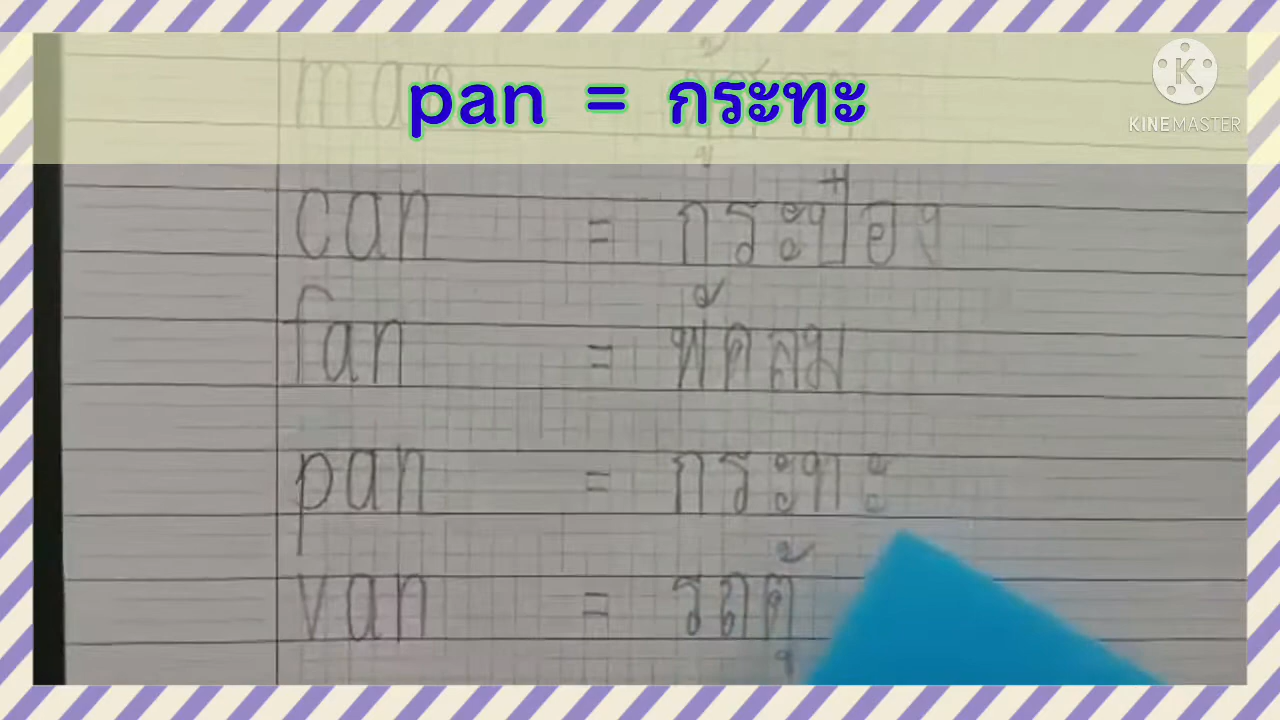 pan = กระทะ
KINEMASTER
man
can = กระป๋อง
fan = พัดลม
pan = กระทะ
van = รถตู้